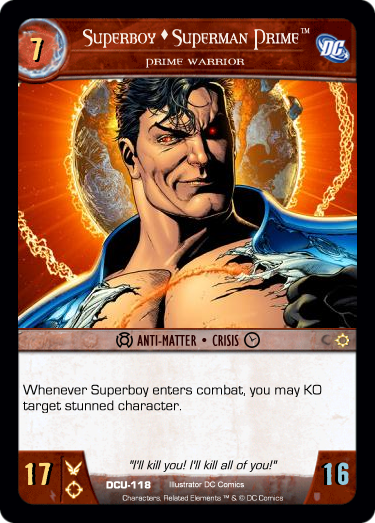 7
Superboy ♦ Superman Prime™
DC
Prime Warrior
Anti-Matter • Crisis
Whenever Superboy enters combat, you may KO
target stunned character.
"I'll kill you! I'll kill all of you!"
17
16
DCU-118 Illustrator DC Comics
Characters, Related Elements ™ & © DC Comics